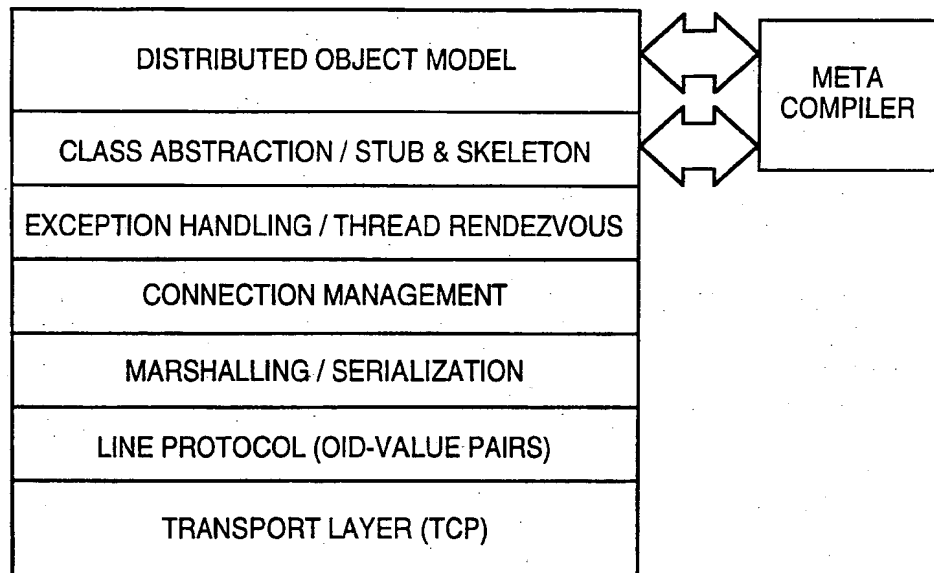 DISTRIBUTED OBJECT MODEL
META
COMPILER
CLASS ABSTRACTION / STUB & SKELETON
EXCEPTION HANDLING / THREAD RENDEZVOUS
CONNECTION MANAGEMENT
MARSHALLING / SERIALIZATION
LINE PROTOCOL (OID-VALUE PAIRS)
TRANSPORT LAYER (TCP)